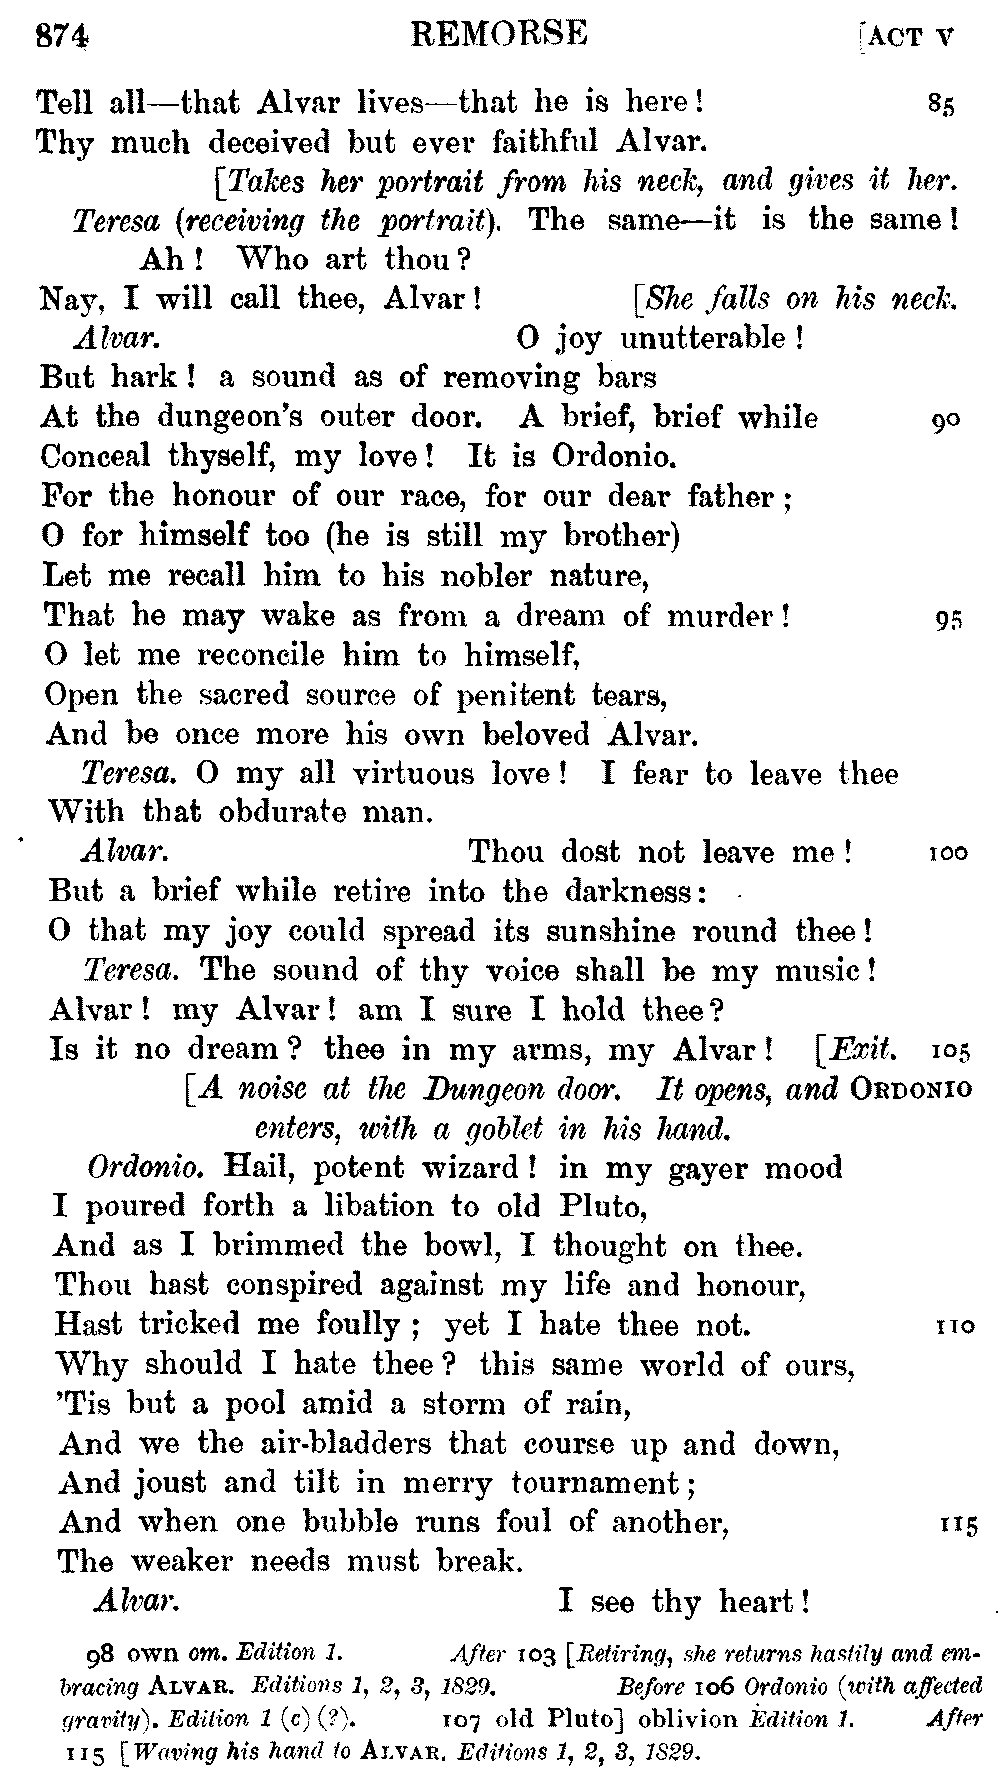 874 REMORSE [ACT V
Tell all—that Alvar lives—that he is here! 85
Thy much deceived but ever faithful Alvar.
[Takes her portrait from his neck, and gives it her.
Teresa (receiving the portrait). The same—it is the same!
Ah! Who art thou?
Nay, I will call thee, Alvar! [She falls on his neck.
Alvar. O joy unutterable!
But hark! a sound as of removing bars
At the dungeon's outer door. A brief, brief while 90
Conceal thyself, my love! It is Ordonio.
For the honour of our race, for our dear father;
O for himself too (he is still my brother)
Let me recall him to his nobler nature,
That he may wake as from a dream of murder! 95
O let me reconcile him to himself,
Open the sacred source of penitent tears,
And be once more his own beloved Alvar.
Teresa. O my all virtuous love! I fear to leave thee
With that obdurate man.
Alvar. Thou dost not leave me! 100
But a brief while retire into the darkness:
O that my joy could spread its sunshine round thee!
Teresa. The sound of thy voice shall be my music!
Alvar! my Alvar! am I sure I hold thee?
Is it no dream? thee in my arms, my Alvar! [Exit. 105
[A noise at the Dungeon door. It opens, and ORDONIO
enters, with a goblet in his hand.
Ordonio. Hail, potent wizard! in my gayer mood
I poured forth a libation to old Pluto,
And as I brimmed the bowl, I thought on thee.
Thou hast conspired against my life and honour,
Hast tricked me foully; yet I hate thee not. 110
Why should I hate thee? this same world of ours,
'Tis but a pool amid a storm of rain,
And we the air-bladders that course up and down,
And joust and tilt in merry tournament;
And when one bubble runs foul of another, 115
The weaker needs must break.
Alvar. I see thy heart!
98 own om. Edition 1. After 103 [Retiring, she returns hastily and em-
bracing ALVAR. Editions 1, 2, 3, 1829. Before 106 Ordonio (with affected
gravity). Edition 1 (c) (?). 107 old Pluto] oblivion Edition 1. After
115 [Waving his hand to ALVAR. Editions 1, 2, 3, 1829.